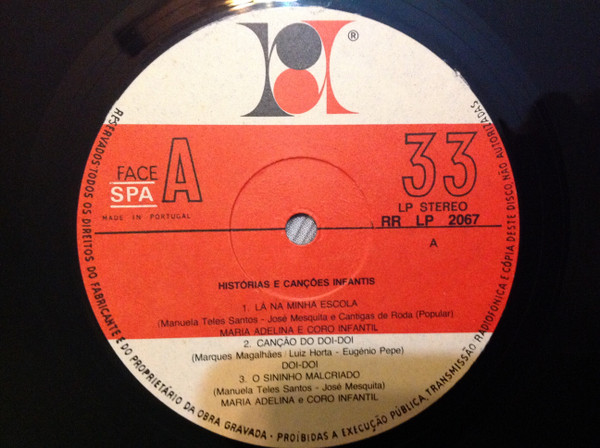 ®
RESERVADOS TODOS OS DIREITOS DO FABRICANTE E DO PROPRIETÁRIO DA OBRA GRAVADA - PROIBIDAS A EXECUÇÃO PÚBLICA, TRANSMISSÃO RADIOFÓNICA E CÓPIA DESTE DISCO, NÃO AUTORIZADAS
FACE A
SPA
MADE IN PORTUGAL
33
LP STEREO
RR LP 2067
A
HISTÓRIAS E CANÇÕES INFANTIS
1. LÁ NA MINHA ESCOLA
(Manuela Teles Santos - José Mesquita e Cantigas de Roda (Popular)
MARIA ADELINA E CORO INFANTIL
2. CANÇÃO DO DOI-DOI
(Marques Magalhães / Luiz Horta - Eugénio Pepe)
DOI-DOI
3. O SININHO MALCRIADO
(Manuela Teles Santos - José Mesquita)
MARIA ADELINA e CORO INFANTIL